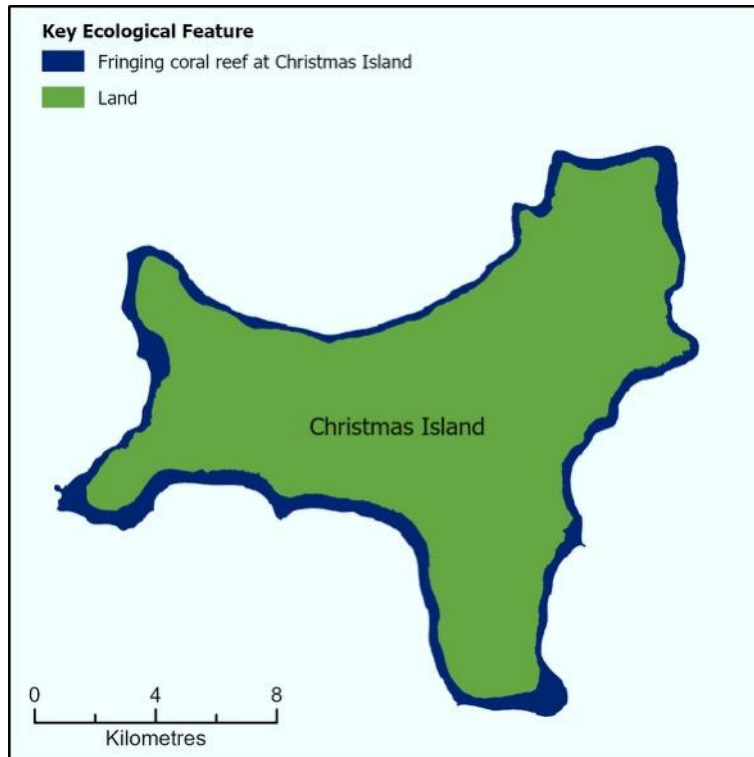 Key Ecological Feature
Fringing coral reef at Christmas Island
Land
Christmas Island
0 4 8
Kilometres